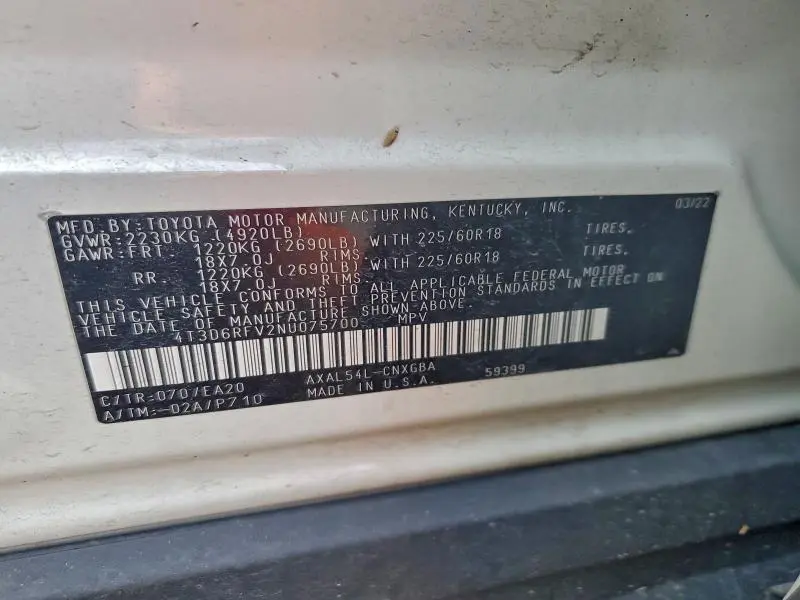 MFD. BY: TOYOTA MOTOR MANUFACTURING, KENTUCKY, INC. 03/22
GVWR: 2230KG (4920LB)
GAWR: FRT. 1220KG (2690LB) WITH 225/60R18 TIRES.
18X7.0J RIMS.
RR. 1220KG (2690LB) WITH 225/60R18 TIRES.
18X7.0J RIMS.
THIS VEHICLE CONFORMS TO ALL APPLICABLE FEDERAL MOTOR
VEHICLE SAFETY AND THEFT PREVENTION STANDARDS IN EFFECT ON
THE DATE OF MANUFACTURE SHOWN ABOVE.
4T3D6RFV2NU075700 MPV
C/TR: 070/EA20 AXAL54L-CNXGBA 59399
A/TM: -02A/P710 MADE IN U.S.A.